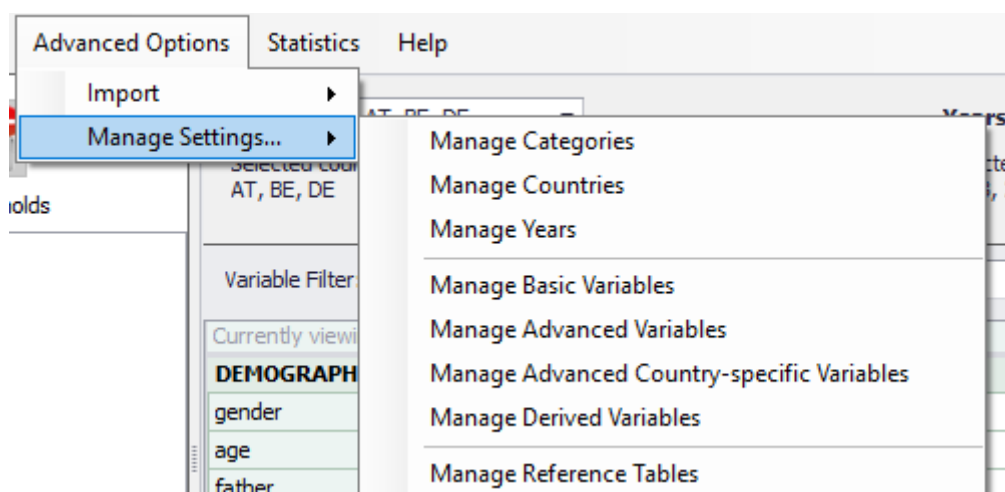 Advanced Options Statistics Help
Import
Manage Settings...
Manage Categories
AT, BE, DE
Manage Countries
Manage Years
Variable Filter
Manage Basic Variables
Manage Advanced Variables
Currently
DEMOGRAPH
Manage Advanced Country-specific Variables
gender
Manage Derived Variables
age
father
Manage Reference Tables